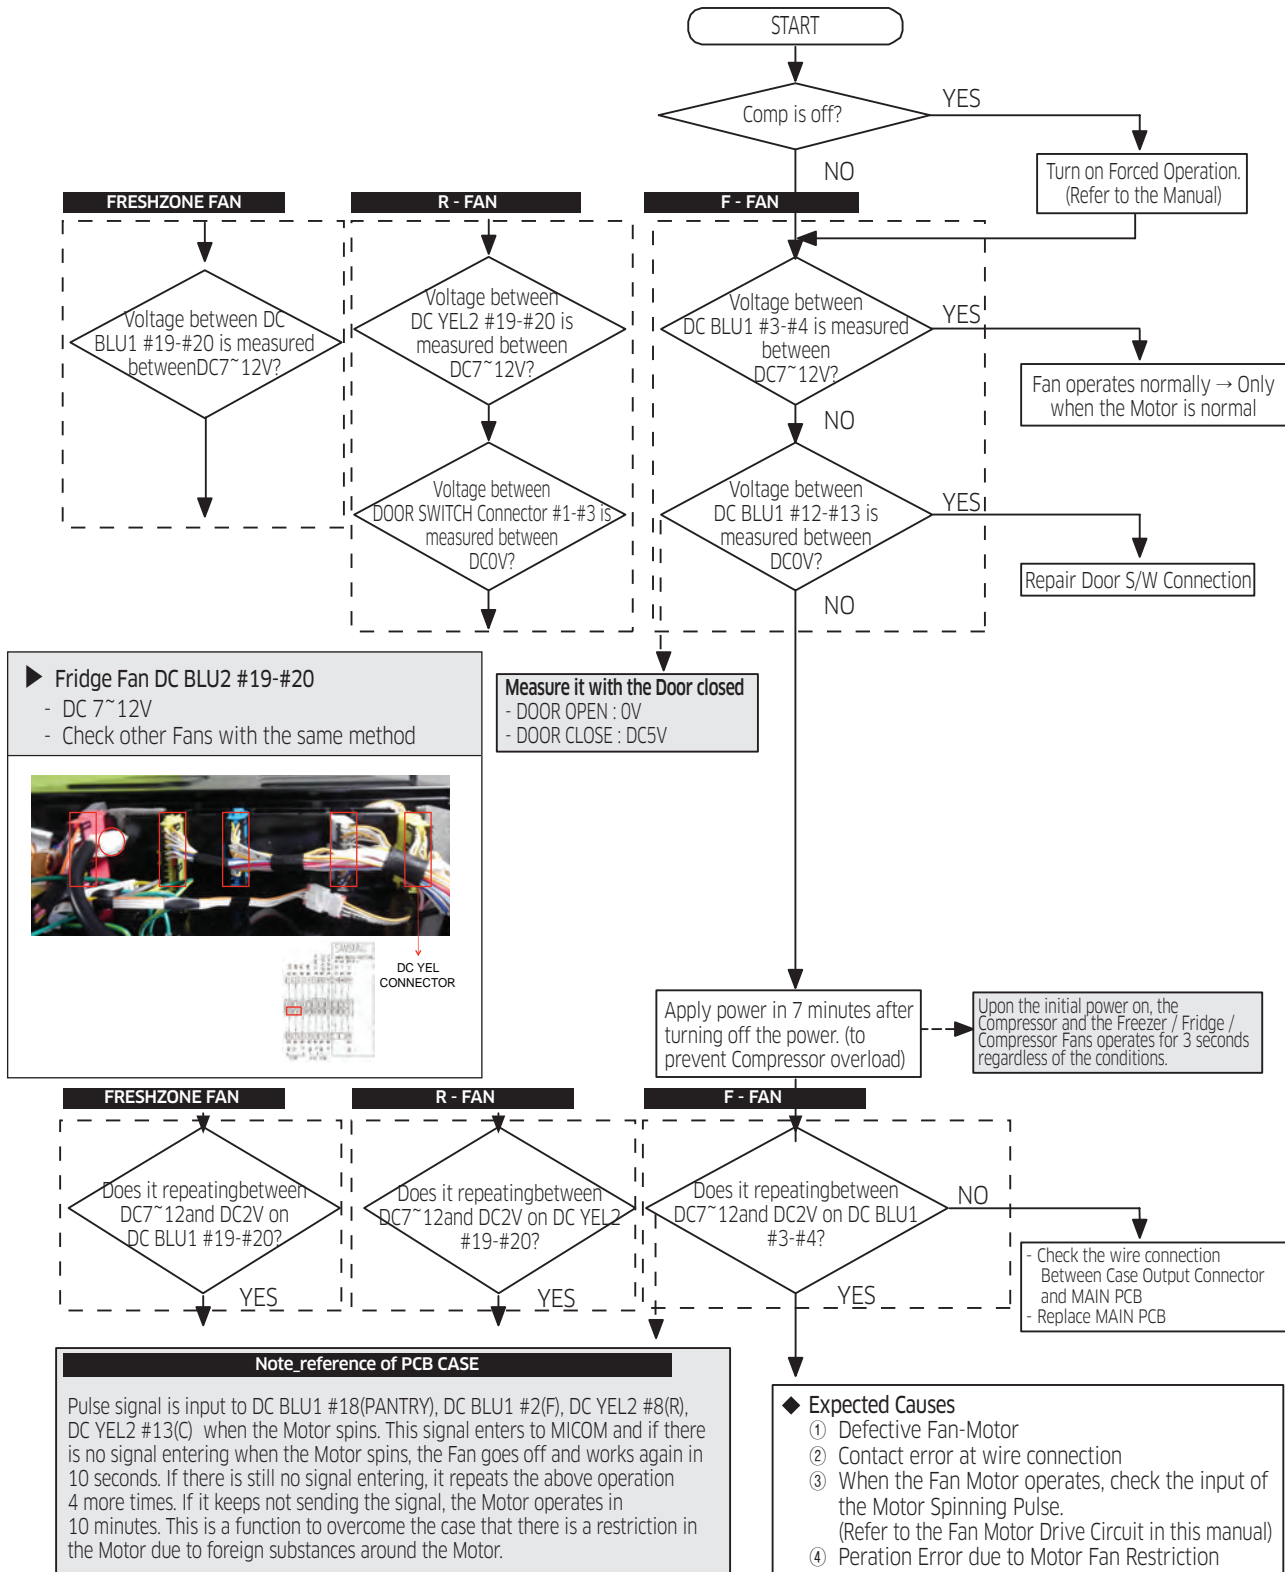 START
Comp is off?
YES
NO
Turn on Forced Operation.
(Refer to the Manual)
FRESHZONE FAN
R - FAN
F - FAN
Voltage between DC
BLU1 #19-#20 is measured
betweenDC7~12V?
Voltage between
DC YEL2 #19-#20 is
measured between
DC7~12V?
Voltage between
DC BLU1 #3-#4 is measured
between
DC7~12V?
YES
NO
Fan operates normally → Only
when the Motor is normal
Voltage between
DOOR SWITCH Connector #1-#3 is
measured between
DC0V?
Voltage between
DC BLU1 #12-#13 is
measured between
DC0V?
YES
NO
Repair Door S/W Connection
▶ Fridge Fan DC BLU2 #19-#20
- DC 7~12V
- Check other Fans with the same method
Measure it with the Door closed
- DOOR OPEN : 0V
- DOOR CLOSE : DC5V
DC YEL
CONNECTOR
SAMSUNG
Apply power in 7 minutes after
turning off the power. (to
prevent Compressor overload)
Upon the initial power on, the
Compressor and the Freezer / Fridge /
Compressor Fans operates for 3 seconds
regardless of the conditions.
FRESHZONE FAN
R - FAN
F - FAN
Does it repeatingbetween
DC7~12and DC2V on
DC BLU1 #19-#20?
YES
Does it repeatingbetween
DC7~12and DC2V on DC YEL2
#19-#20?
YES
Does it repeatingbetween
DC7~12and DC2V on DC BLU1
#3-#4?
NO
YES
- Check the wire connection
Between Case Output Connector
and MAIN PCB
- Replace MAIN PCB
Note_reference of PCB CASE
Pulse signal is input to DC BLU1 #18(PANTRY), DC BLU1 #2(F), DC YEL2 #8(R),
DC YEL2 #13(C) when the Motor spins. This signal enters to MICOM and if there
is no signal entering when the Motor spins, the Fan goes off and works again in
10 seconds. If there is still no signal entering, it repeats the above operation
4 more times. If it keeps not sending the signal, the Motor operates in
10 minutes. This is a function to overcome the case that there is a restriction in
the Motor due to foreign substances around the Motor.
◆ Expected Causes
① Defective Fan-Motor
② Contact error at wire connection
③ When the Fan Motor operates, check the input of
the Motor Spinning Pulse.
(Refer to the Fan Motor Drive Circuit in this manual)
④ Peration Error due to Motor Fan Restriction